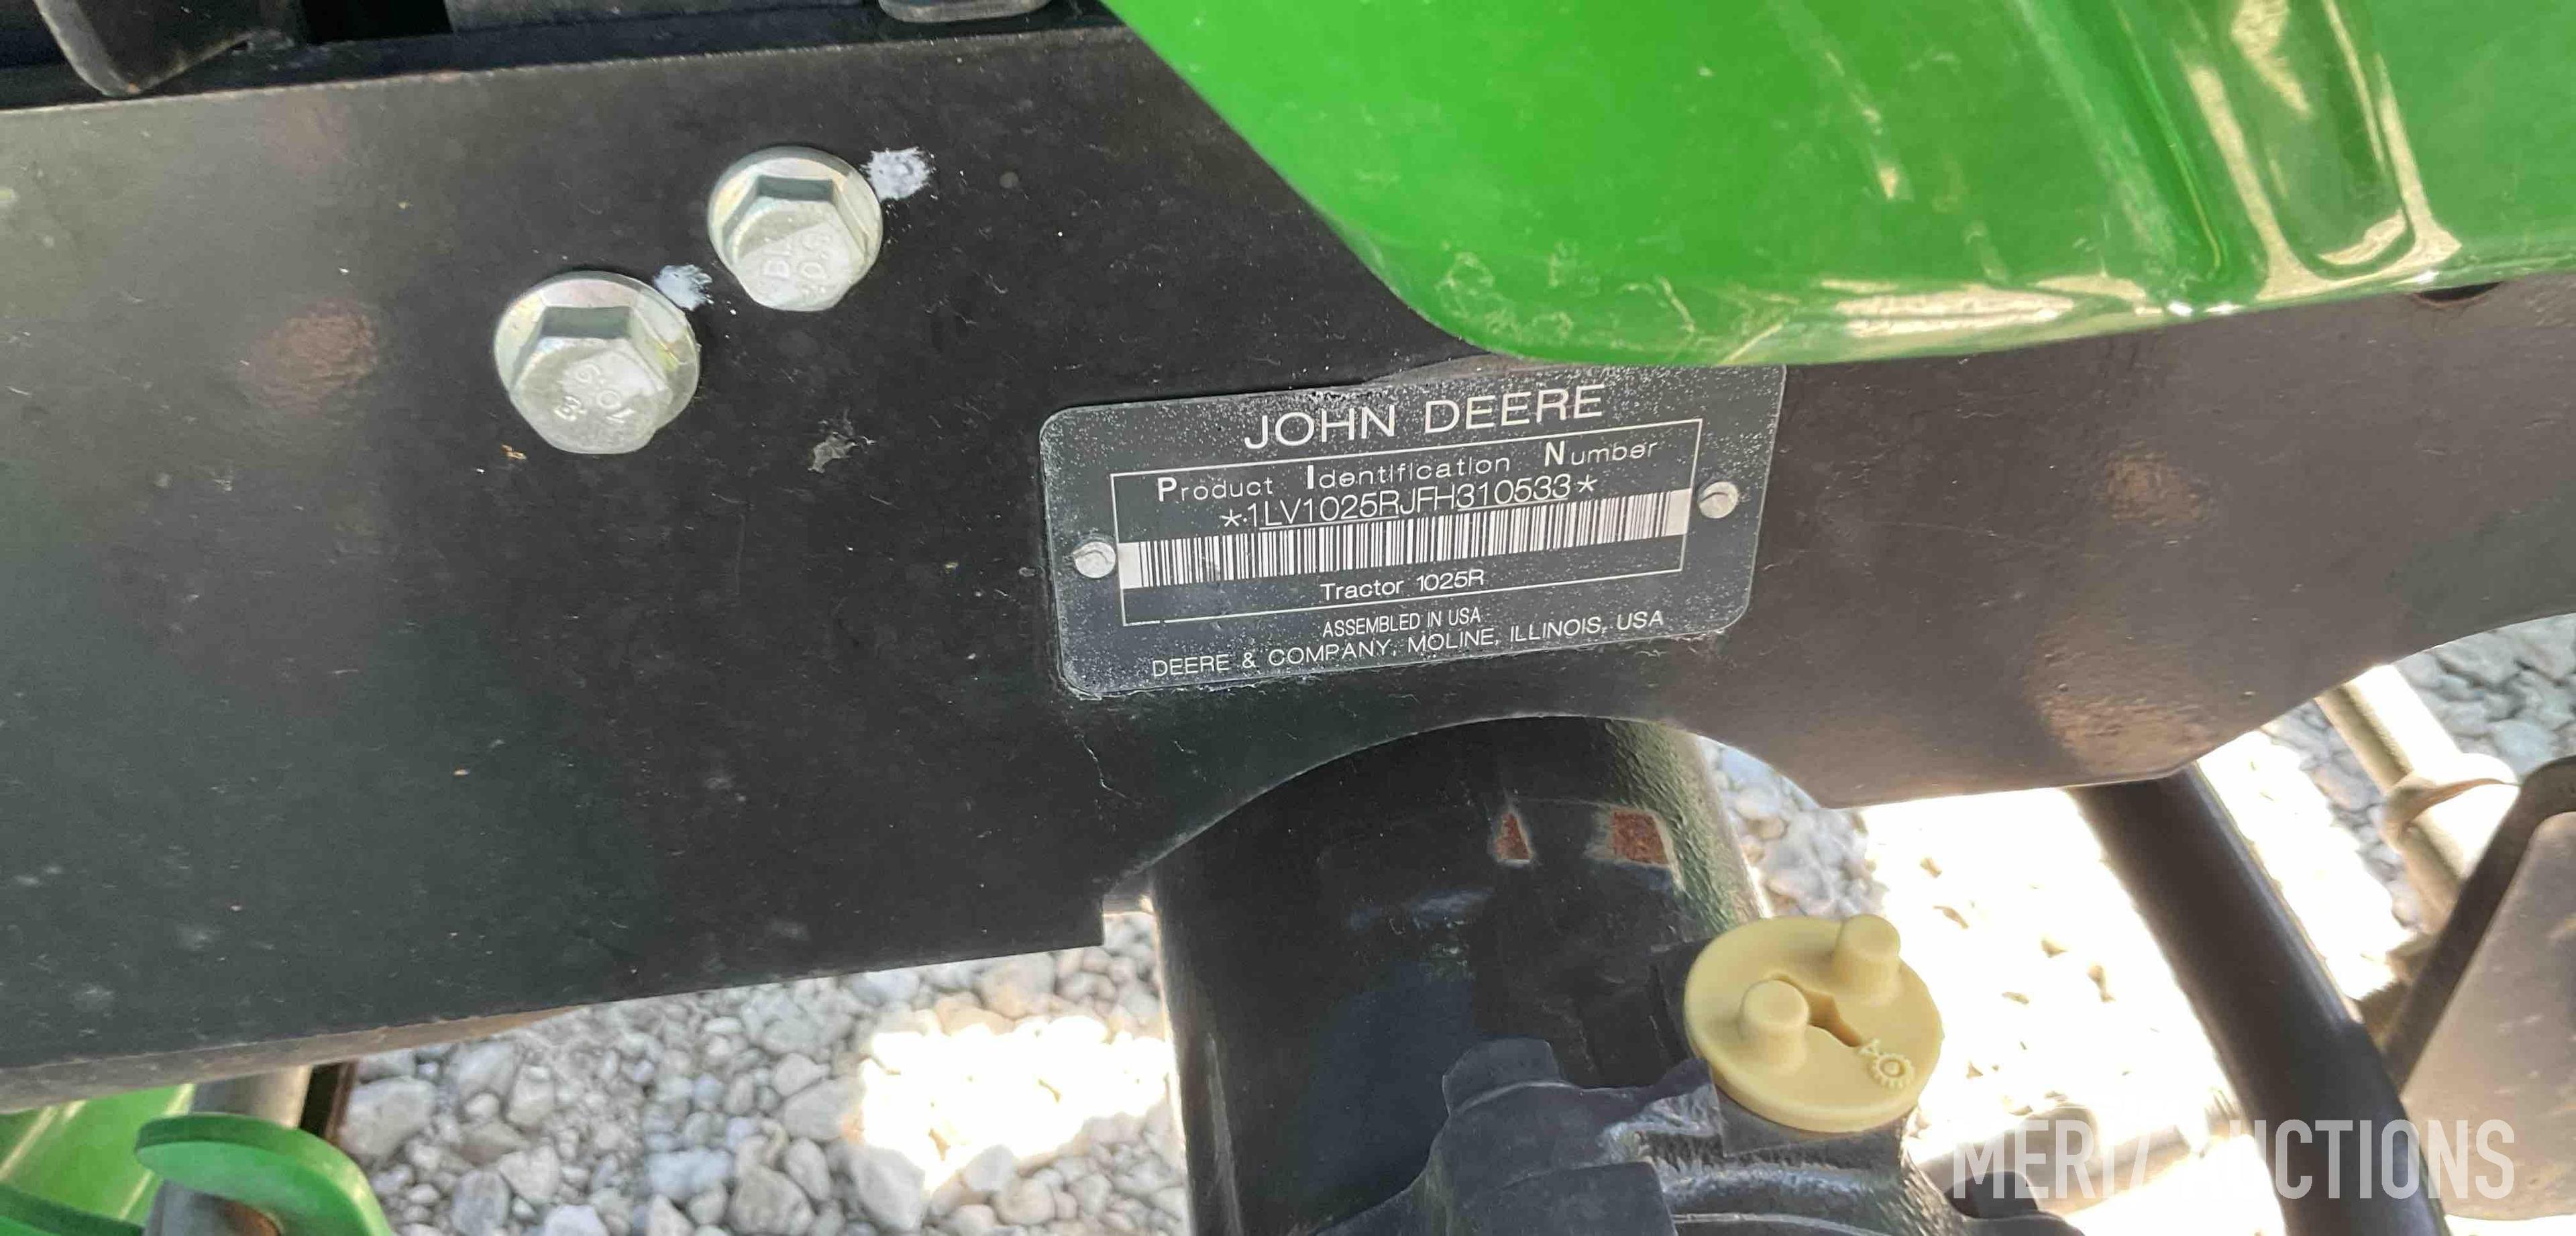 JOHN DEERE
Product Identification Number
*1LV1025RJFH310533*
Tractor 1025R
ASSEMBLED IN USA
DEERE & COMPANY, MOLINE, ILLINOIS, USA